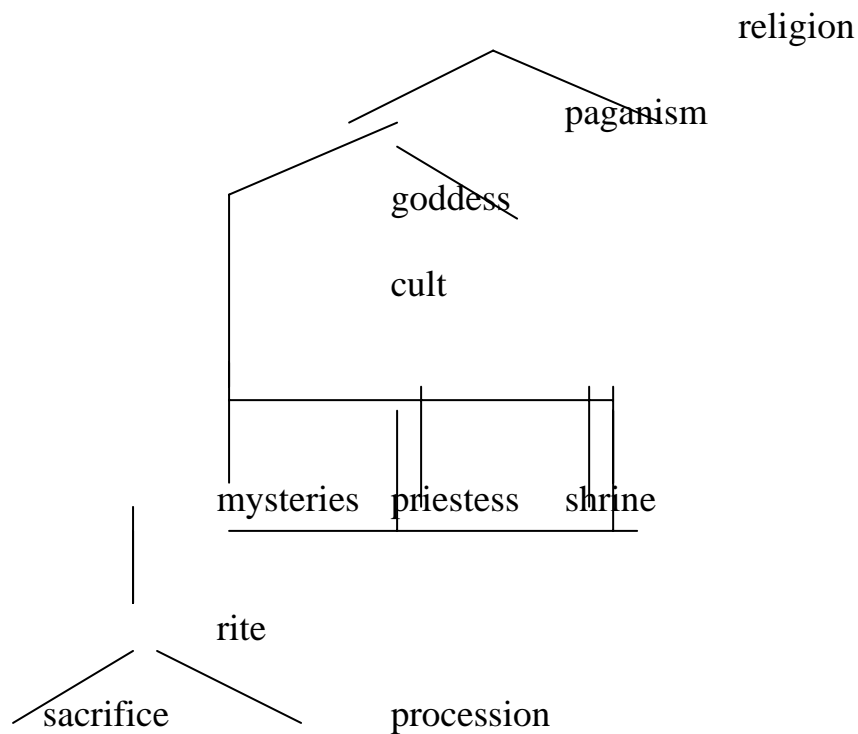 religion
paganism
goddess
cult
mysteries priestess shrine
rite
sacrifice procession